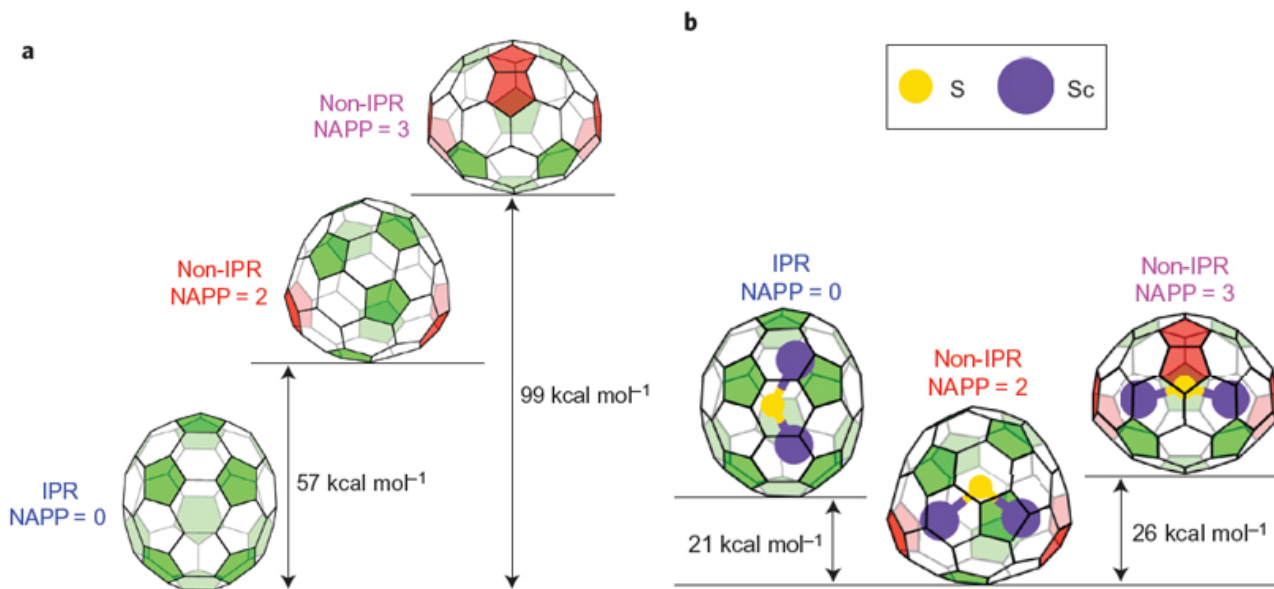 a
Non-IPR
NAPP = 3
Non-IPR
NAPP = 2
99 kcal mol⁻¹
57 kcal mol⁻¹
IPR
NAPP = 0
b
S
Sc
IPR
NAPP = 0
Non-IPR
NAPP = 3
Non-IPR
NAPP = 2
21 kcal mol⁻¹
26 kcal mol⁻¹